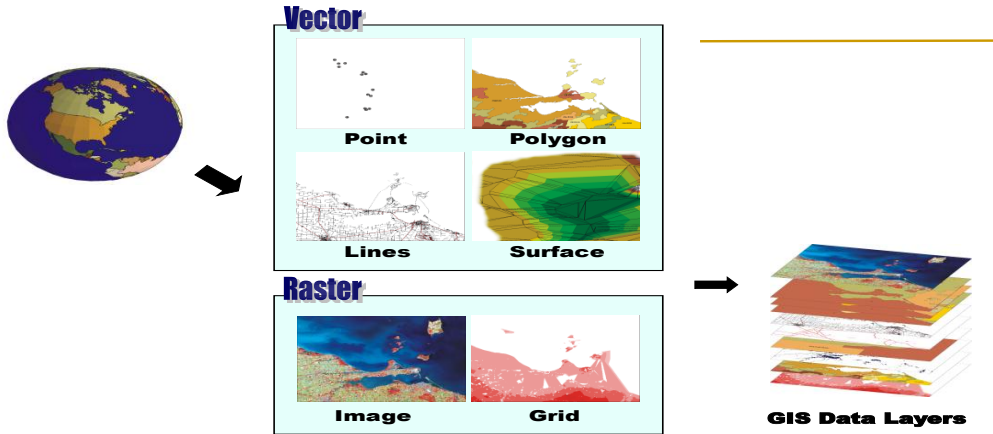 Vector
Point
Polygon
Lines
Surface
Raster
Image
Grid
GIS Data Layers